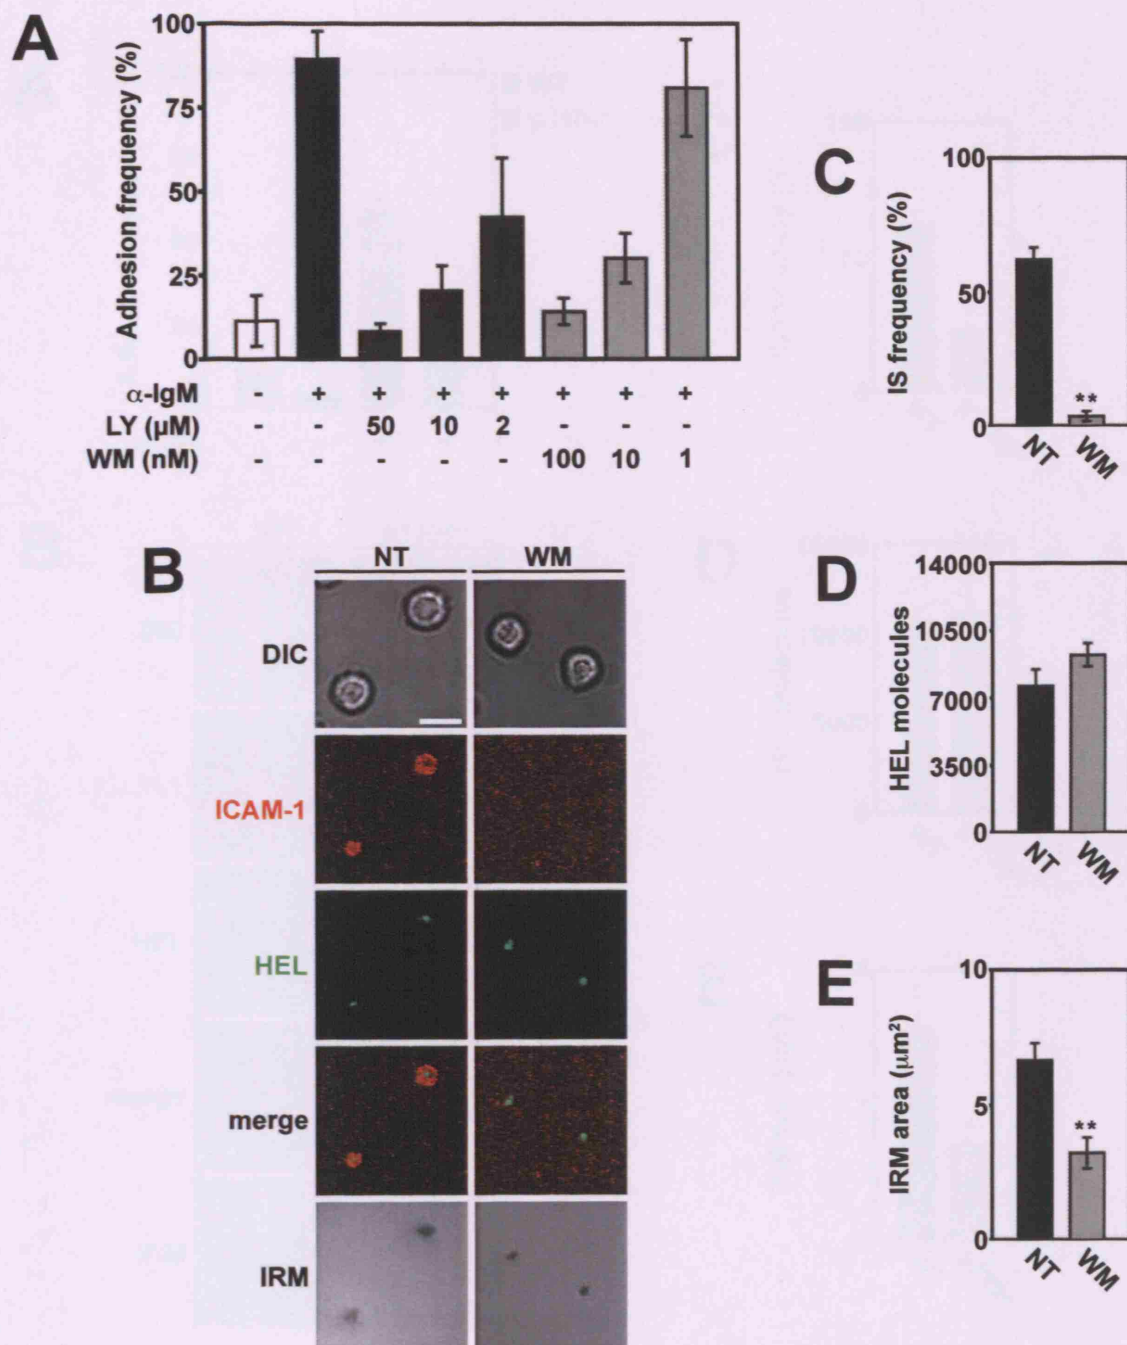 A
Adhesion frequency (%)
100
75
50
25
0
α-IgM - + + + + + + +
LY (µM) - - 50 10 2 - - -
WM (nM) - - - - - 100 10 1
B
NT WM
DIC
ICAM-1
HEL
merge
IRM
C
IS frequency (%)
100
50
0
**
NT WM
D
HEL molecules
14000
10500
7000
3500
0
NT WM
E
IRM area (µm²)
10
5
0
**
NT WM